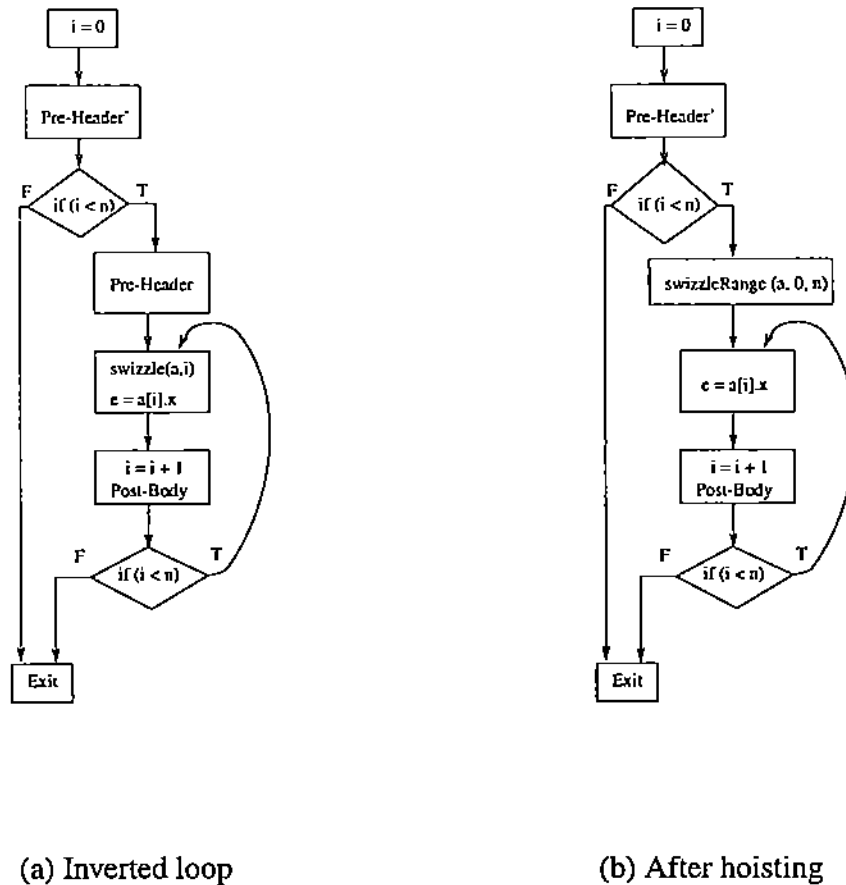 i = 0
Pre-Header'
if (i < n)
F
T
Pre-Header
swizzle(a,i)
e = a[i].x
i = i + 1
Post-Body
if (i < n)
F
T
Exit
(a) Inverted loop
i = 0
Pre-Header'
if (i < n)
F
T
swizzleRange (a, 0, n)
e = a[i].x
i = i + 1
Post-Body
if (i < n)
F
T
Exit
(b) After hoisting